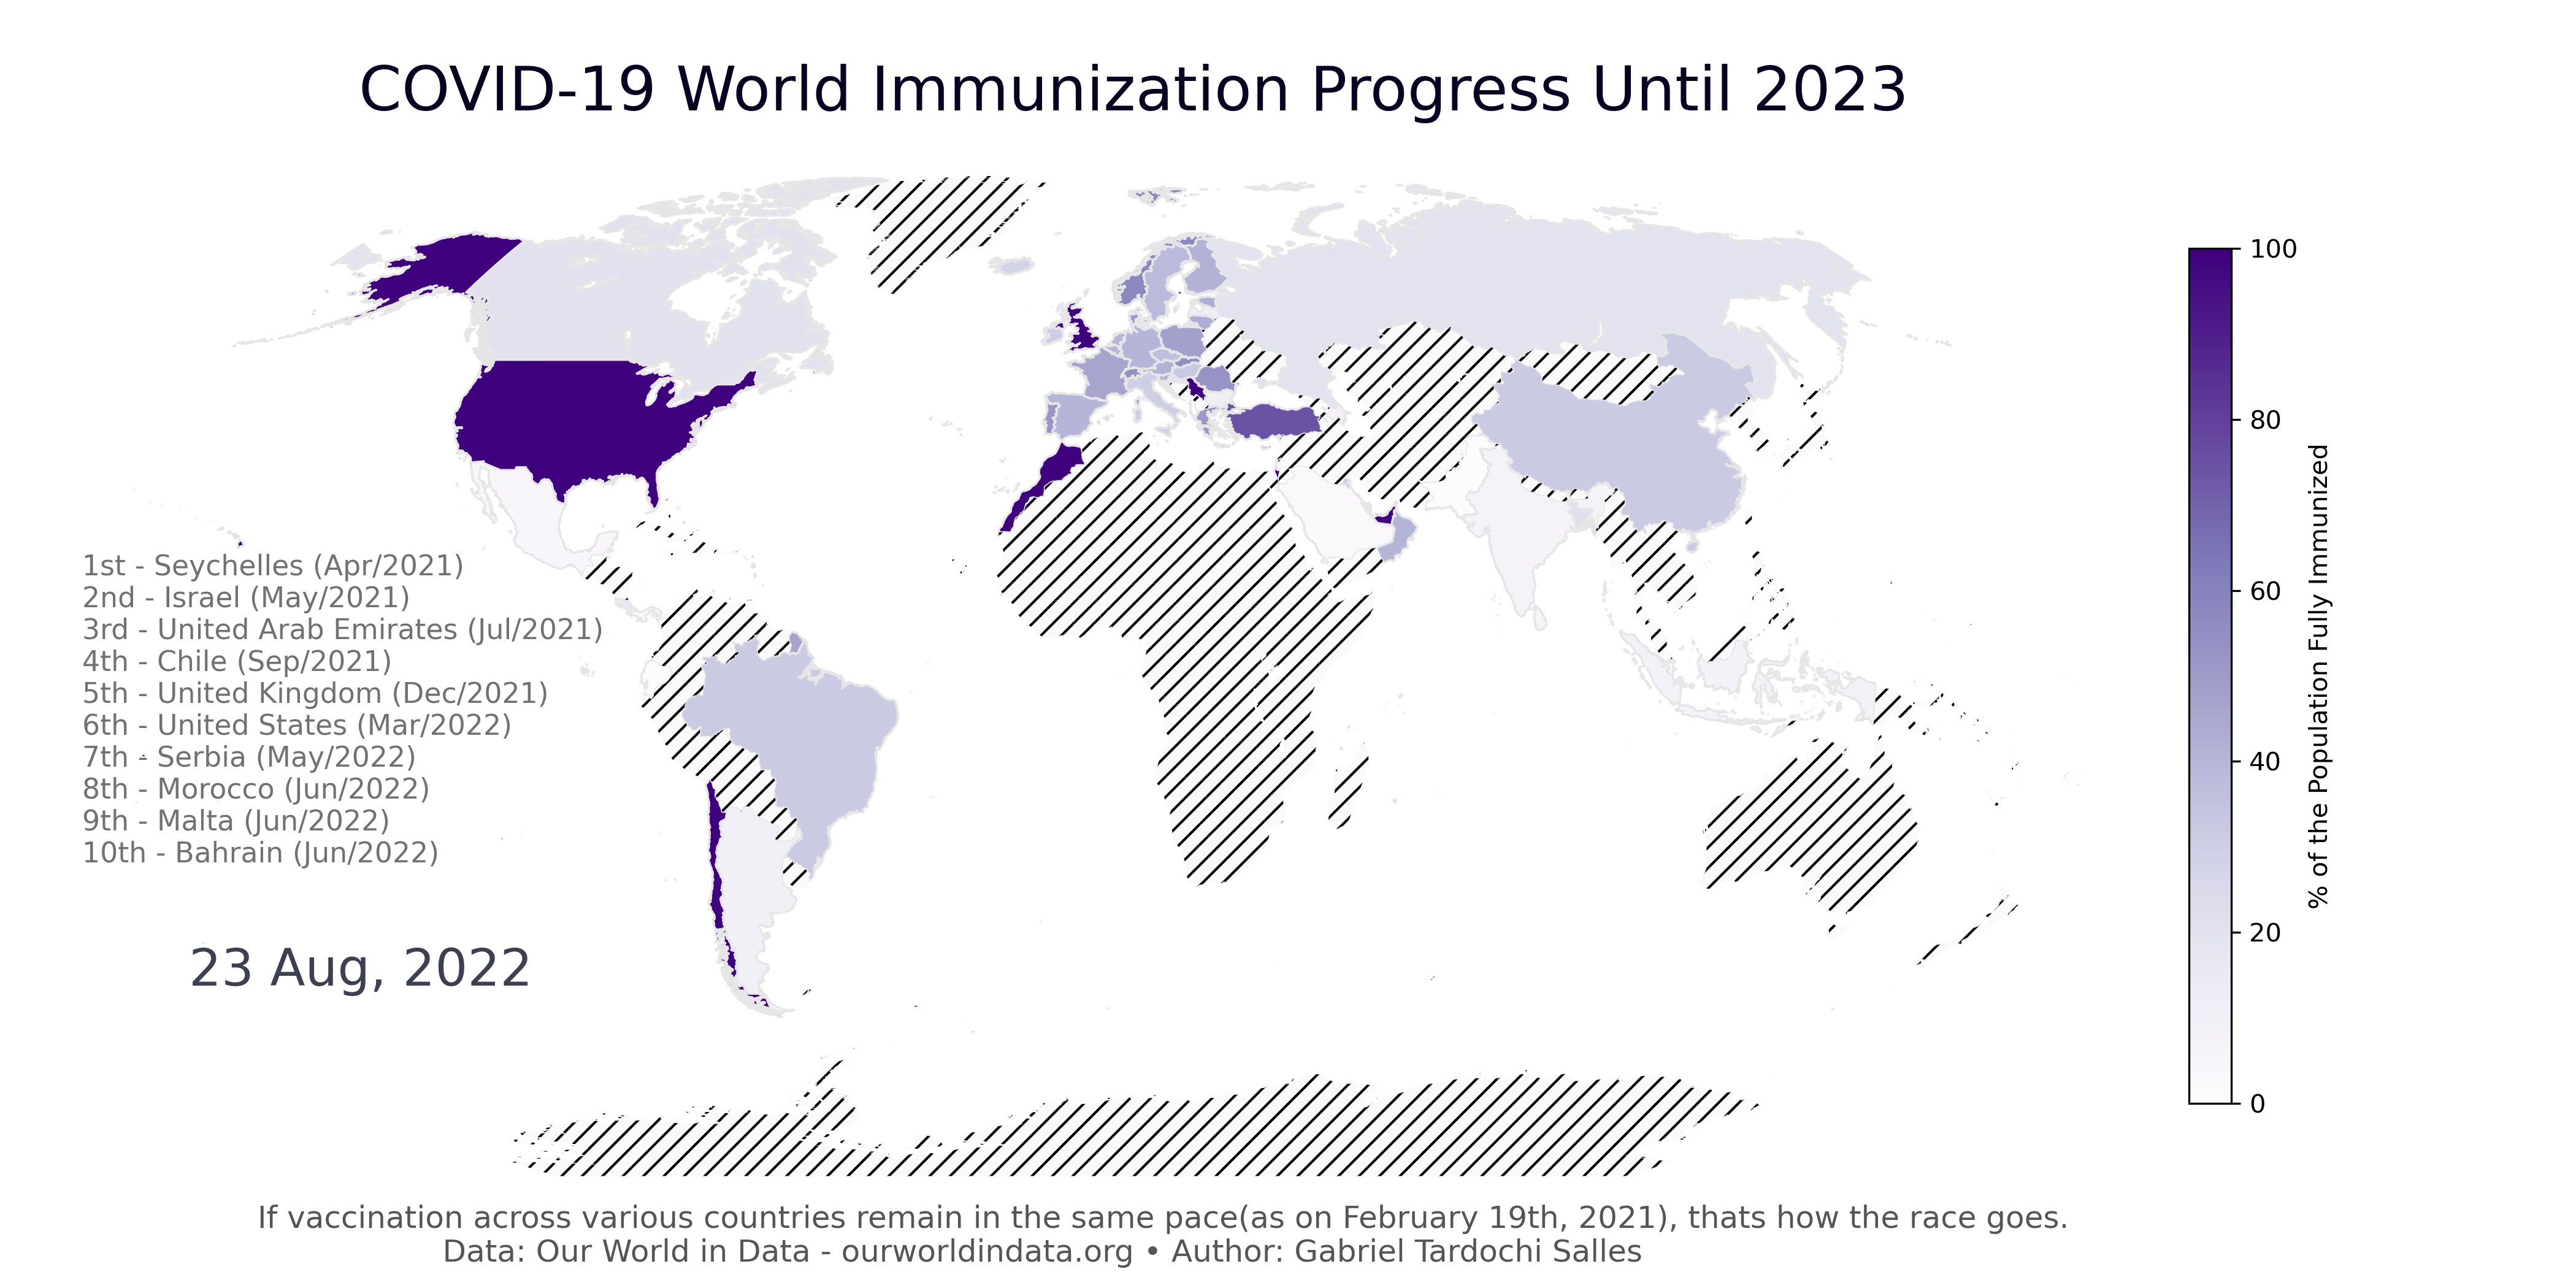 COVID-19 World Immunization Progress Until 2023
1st - Seychelles (Apr/2021)
2nd - Israel (May/2021)
3rd - United Arab Emirates (Jul/2021)
4th - Chile (Sep/2021)
5th - United Kingdom (Dec/2021)
6th - United States (Mar/2022)
7th - Serbia (May/2022)
8th - Morocco (Jun/2022)
9th - Malta (Jun/2022)
10th - Bahrain (Jun/2022)
23 Aug, 2022
100
80
60
40
20
0
% of the Population Fully Immunized
If vaccination across various countries remain in the same pace(as on February 19th, 2021), thats how the race goes.
Data: Our World in Data - ourworldindata.org • Author: Gabriel Tardochi Salles